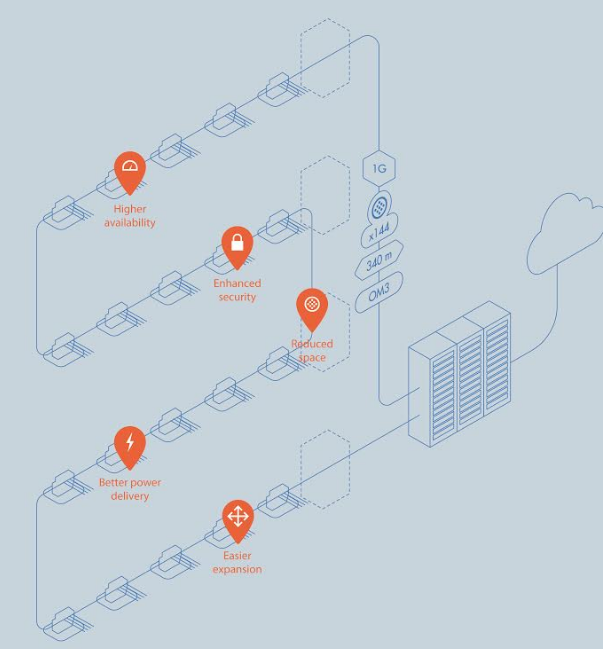 1G
x144
340 m
OM3
Higher
availability
Enhanced
security
Reduced
space
Better power
delivery
Easier
expansion